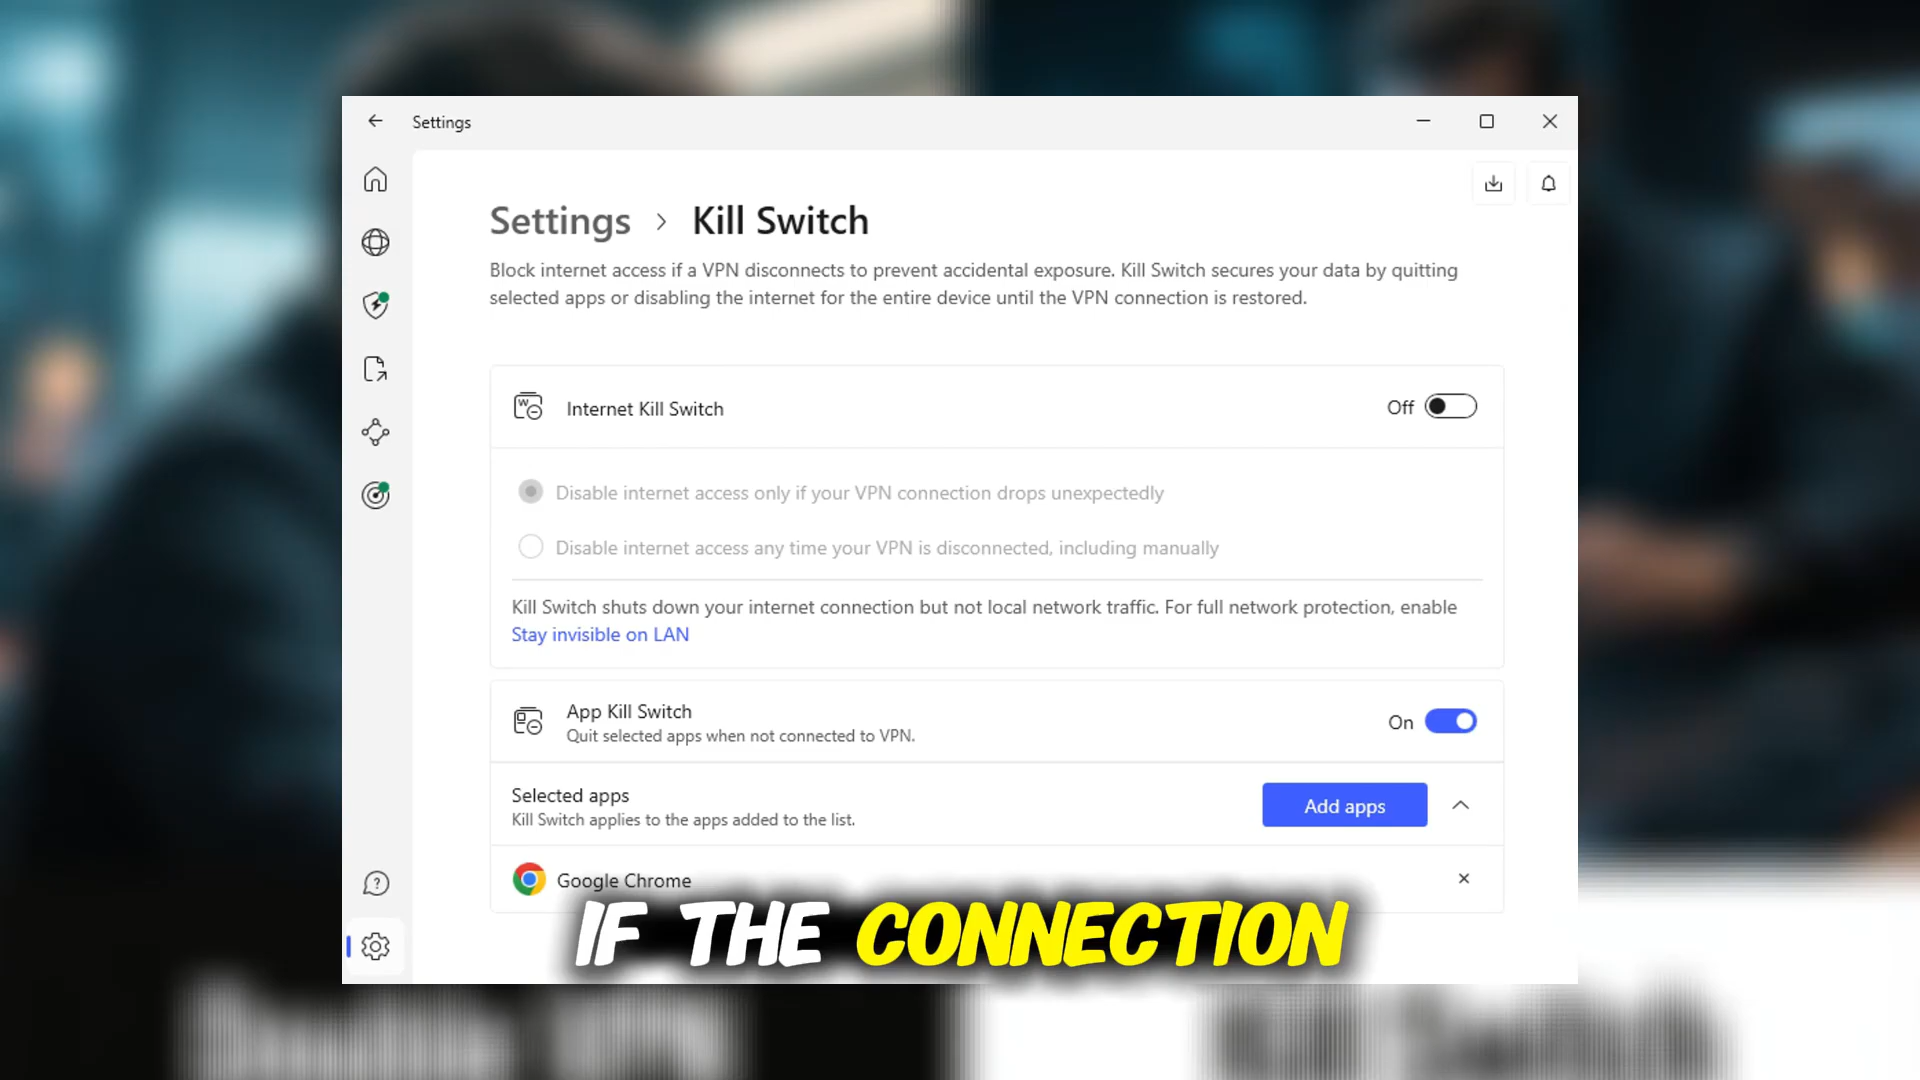 Settings
Settings > Kill Switch
Block internet access if a VPN disconnects to prevent accidental exposure. Kill Switch secures your data by quitting
selected apps or disabling the internet for the entire device until the VPN connection is restored.
Internet Kill Switch
Off
Disable internet access only if your VPN connection drops unexpectedly
Disable internet access any time your VPN is disconnected, including manually
Kill Switch shuts down your internet connection but not local network traffic. For full network protection, enable
Stay invisible on LAN
App Kill Switch
On
Quit selected apps when not connected to VPN.
Selected apps
Add apps
Kill Switch applies to the apps added to the list.
Google Chrome
IF THE CONNECTION
Kill Switch